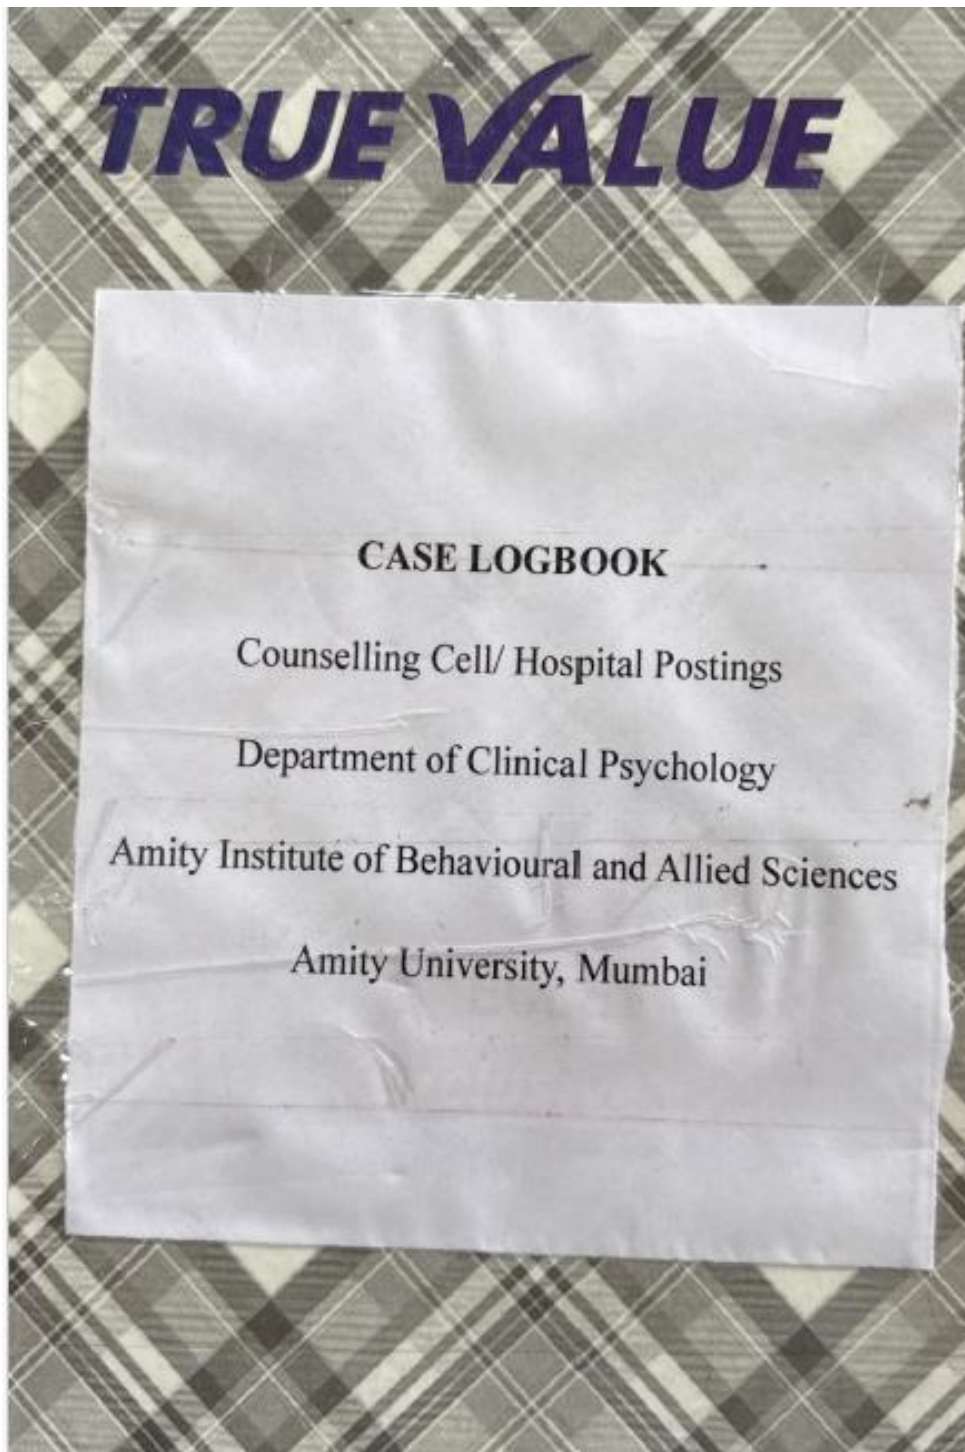 TRUE VALUE
CASE LOGBOOK
Counselling Cell/ Hospital Postings
Department of Clinical Psychology
Amity Institute of Behavioural and Allied Sciences
Amity University, Mumbai